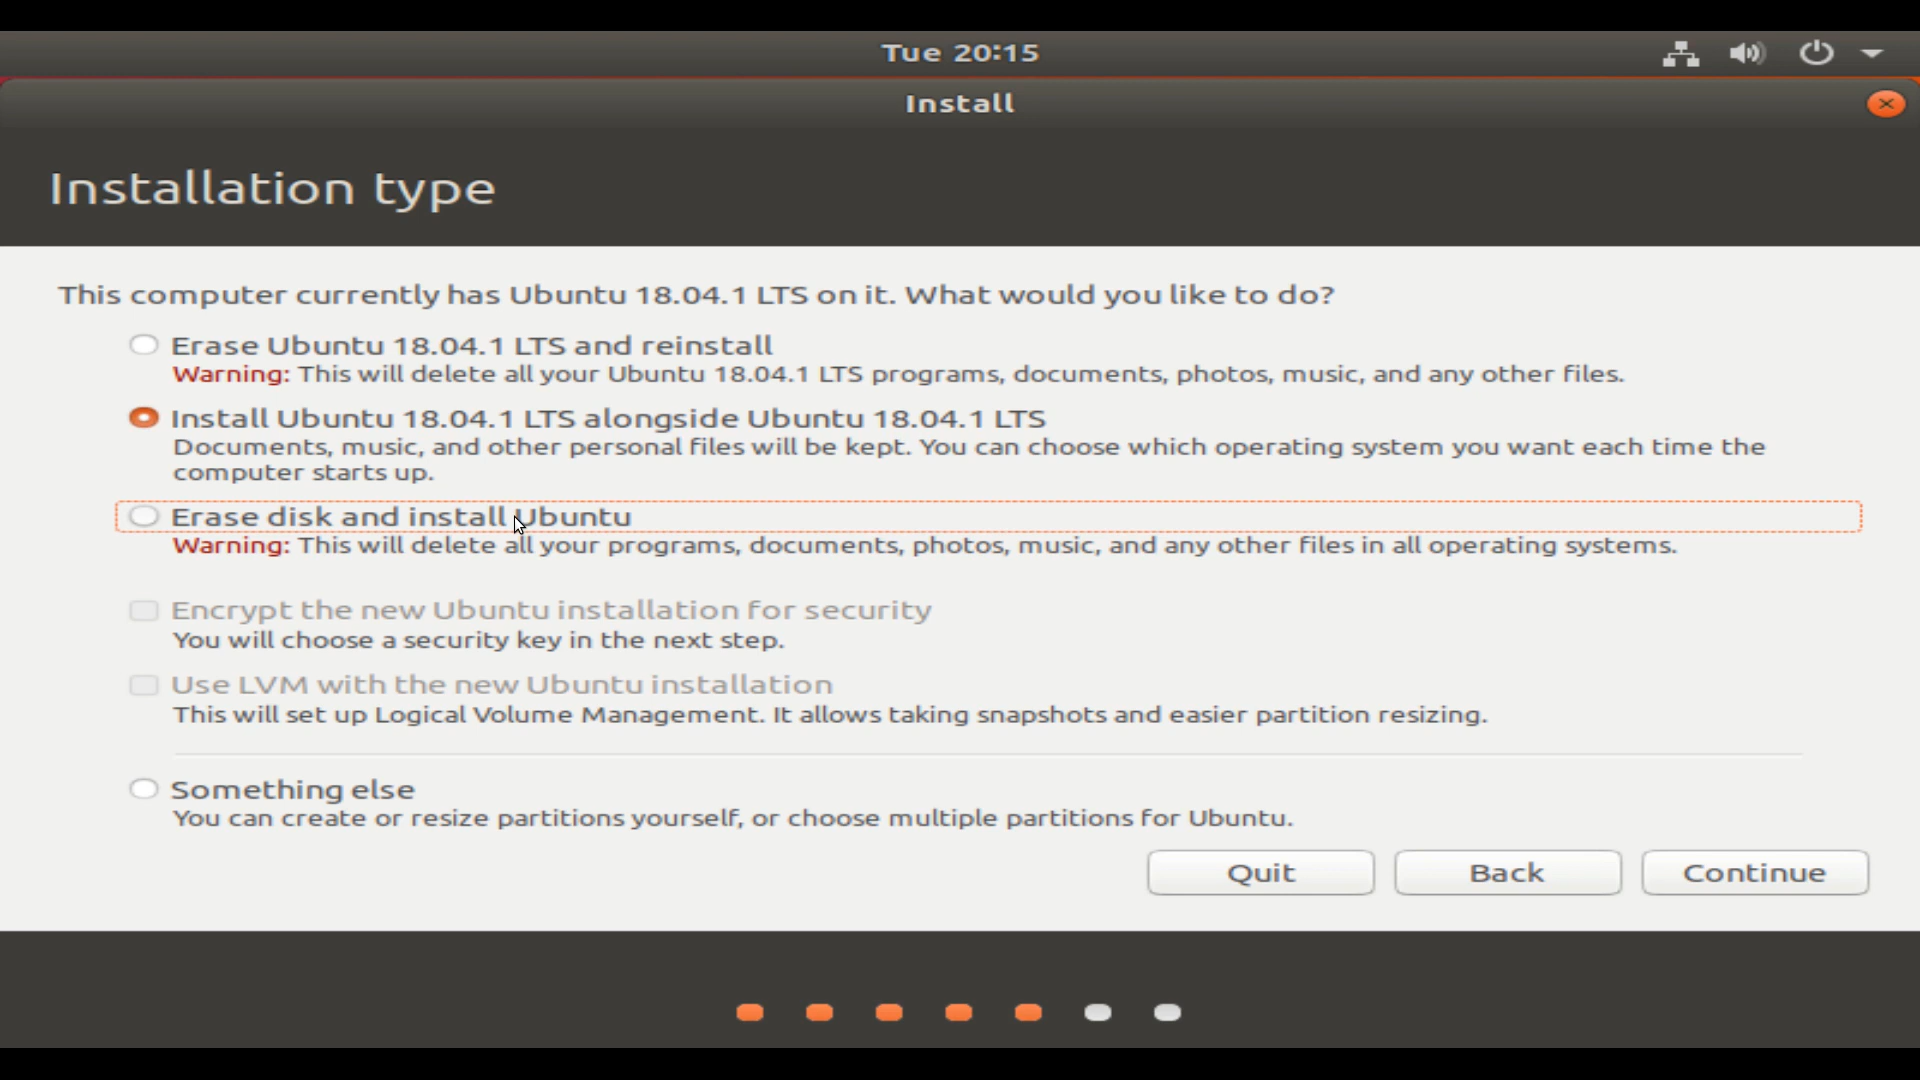 Tue 20:15
Install
Installation type
This computer currently has Ubuntu 18.04.1 LTS on it. What would you like to do?
Erase Ubuntu 18.04.1 LTS and reinstall
Warning: This will delete all your Ubuntu 18.04.1 LTS programs, documents, photos, music, and any other files.
Install Ubuntu 18.04.1 LTS alongside Ubuntu 18.04.1 LTS
Documents, music, and other personal files will be kept. You can choose which operating system you want each time the
computer starts up.
Erase disk and install Ubuntu
Warning: This will delete all your programs, documents, photos, music, and any other files in all operating systems.
Encrypt the new Ubuntu installation for security
You will choose a security key in the next step.
Use LVM with the new Ubuntu installation
This will set up Logical Volume Management. It allows taking snapshots and easier partition resizing.
Something else
You can create or resize partitions yourself, or choose multiple partitions for Ubuntu.
Quit
Back
Continue